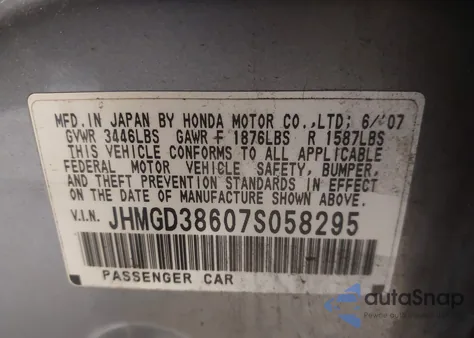 MFD. IN JAPAN BY HONDA MOTOR CO.,LTD; 6/'07
GVWR 3446LBS GAWR F 1876LBS R 1587LBS
THIS VEHICLE CONFORMS TO ALL APPLICABLE
FEDERAL MOTOR VEHICLE SAFETY, BUMPER,
AND THEFT PREVENTION STANDARDS IN EFFECT
ON THE DATE OF MANUFACTURE SHOWN ABOVE.
V.I.N. JHMGD38607S058295
PASSENGER CAR
autoSnap